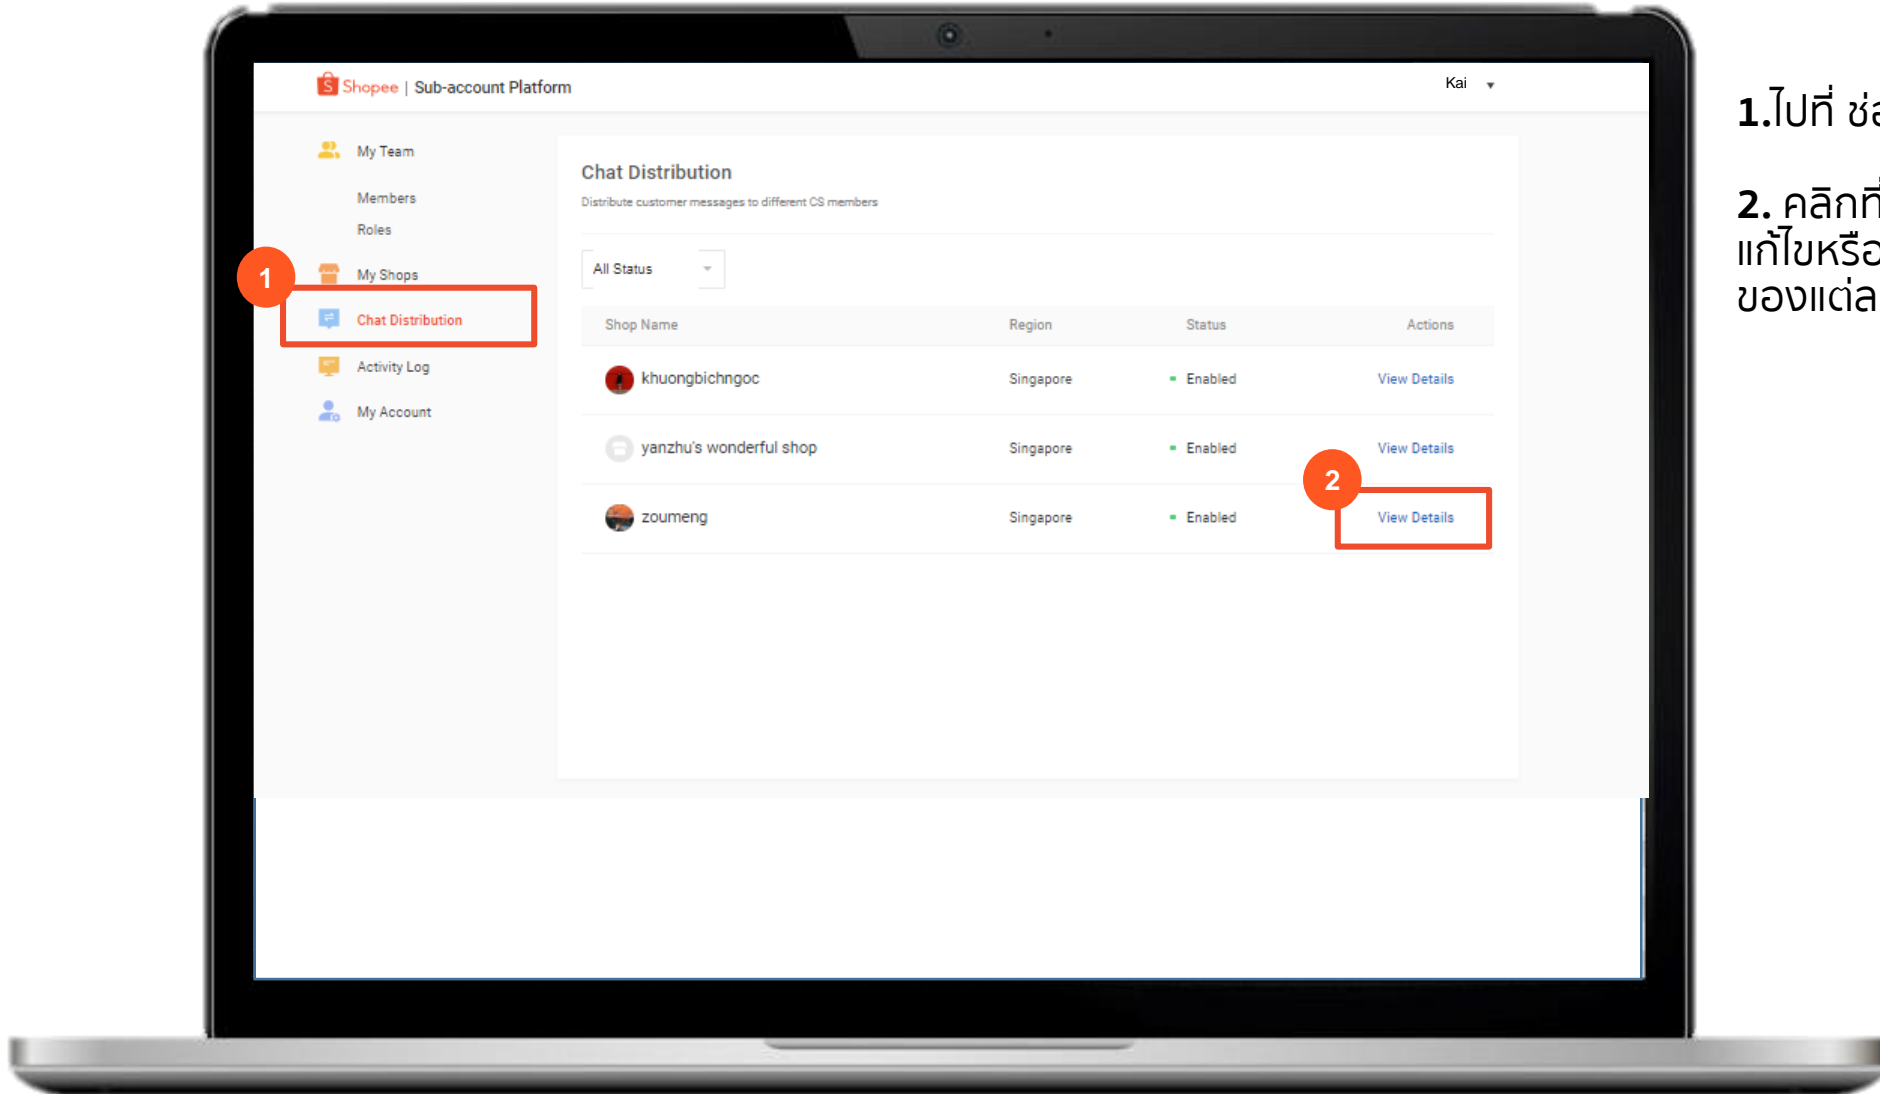 Shopee | Sub-account Platform
Kai
My Team
Members
Roles
My Shops
Chat Distribution
Activity Log
My Account
1
Chat Distribution
Distribute customer messages to different CS members
All Status
Shop Name Region Status Actions
khuongbichngoc Singapore Enabled View Details
yanzhu's wonderful shop Singapore Enabled View Details
zoumeng Singapore Enabled View Details
2
1.ไปที่
2. คลิกที่
แก้ไขหรือ
ของแต่ล